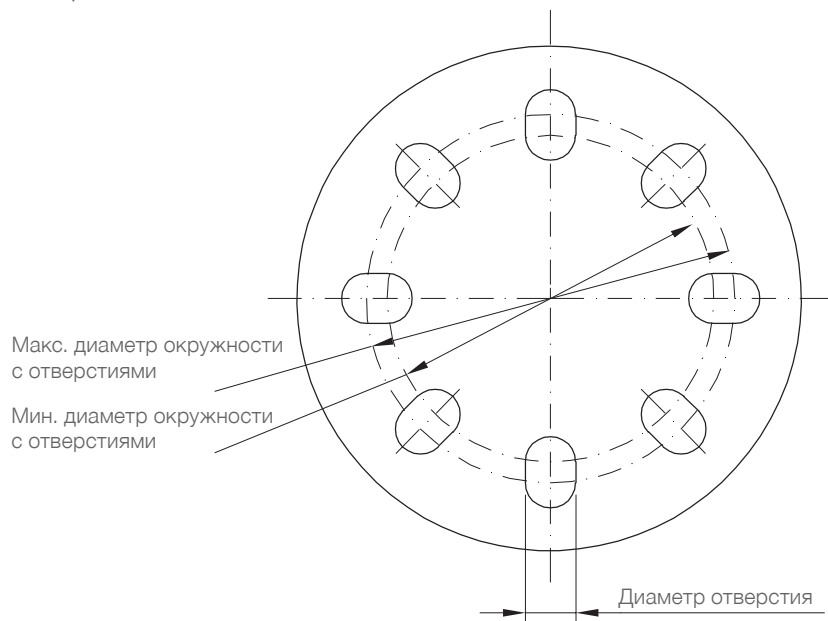 Макс. диаметр окружности
с отверстиями
Мин. диаметр окружности
с отверстиями
Диаметр отверстия